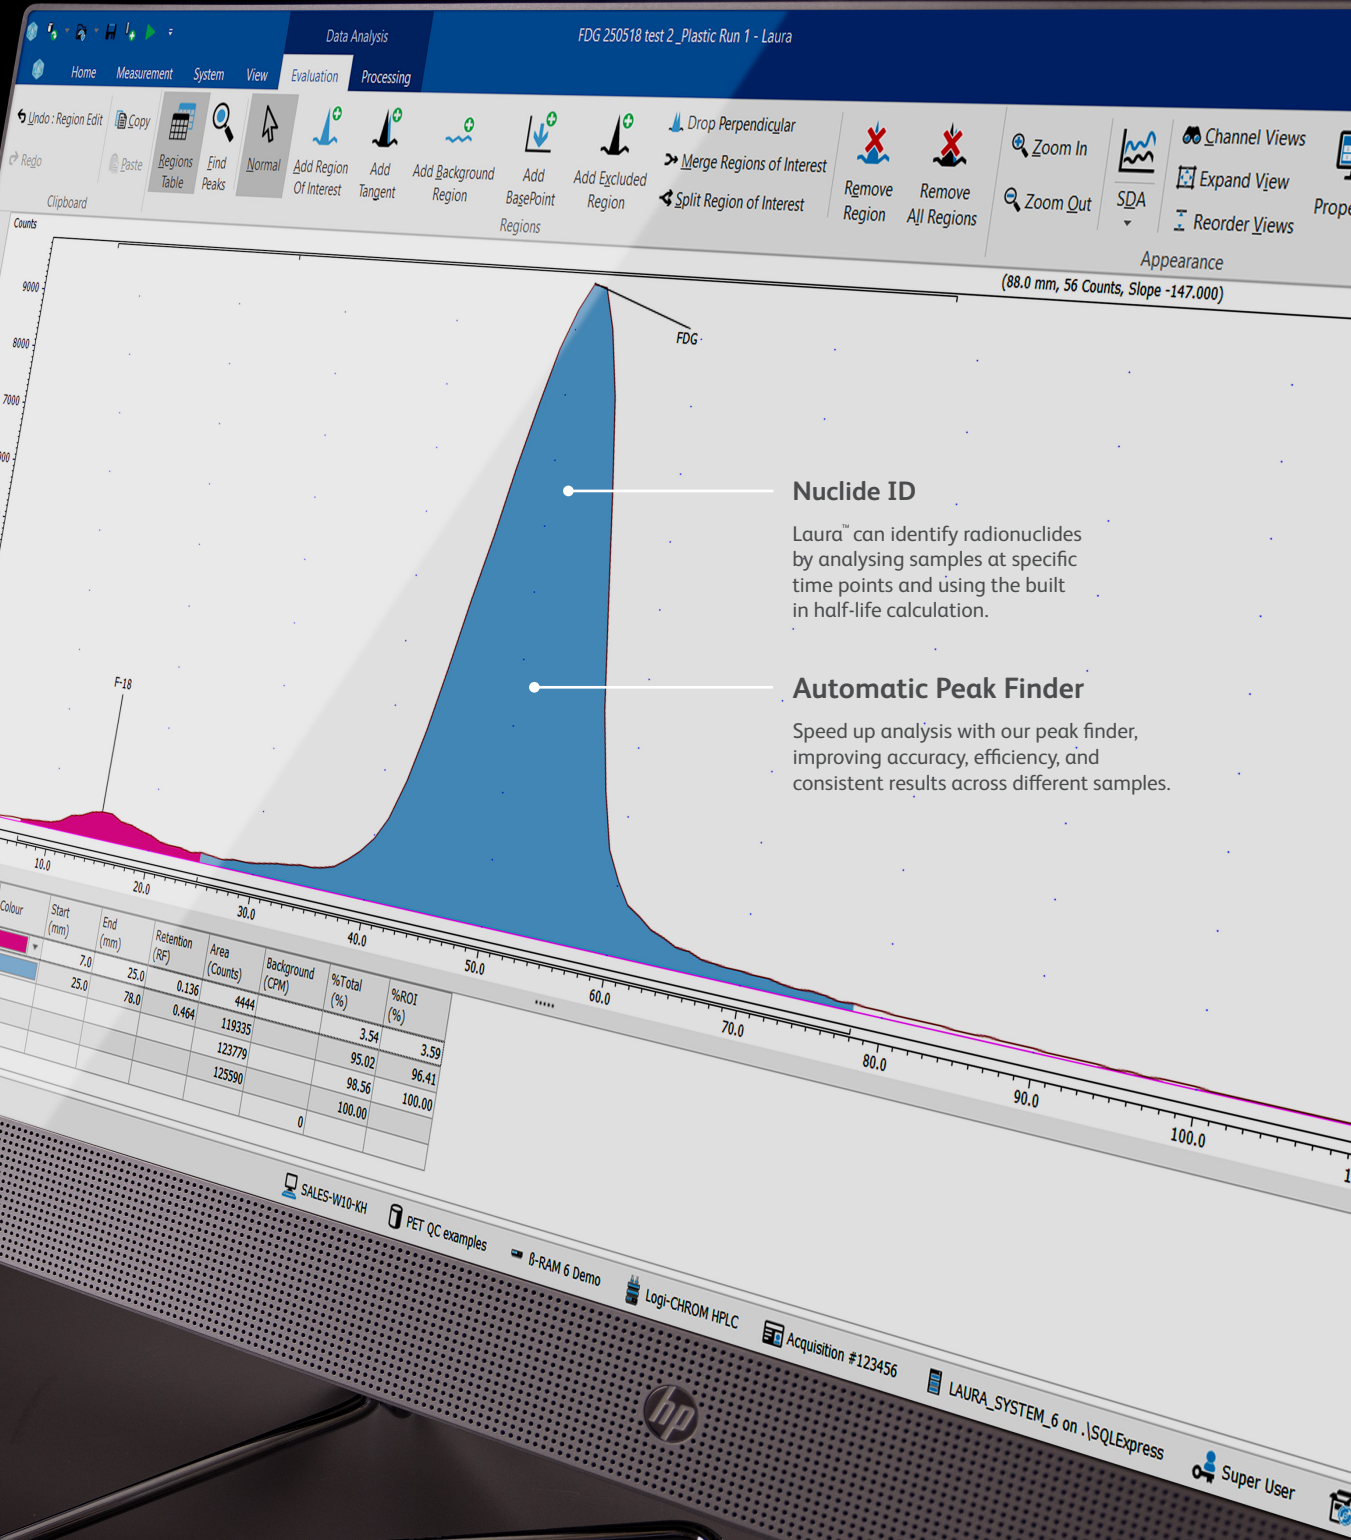 Data Analysis
FDG 250518 test 2 _Plastic Run 1 - Laura
Home Measurement System View Evaluation Processing
Undo : Region Edit
Redo
Copy
Paste
Clipboard
Regions
Table
Find
Peaks
Normal
Add Region
Of Interest
Add
Tangent
Add Background
Region
Add
BasePoint
Add Excluded
Region
Drop Perpendicular
Merge Regions of Interest
Split Region of Interest
Regions
Remove
Region
Remove
All Regions
Zoom In
Zoom Out
SDA
Channel Views
Expand View
Reorder Views
Appearance
Counts
(88.0 mm, 56 Counts, Slope -147.000)
9000
8000
7000
FDG
F-18
Nuclide ID
Laura™ can identify radionuclides
by analysing samples at specific
time points and using the built
in half-life calculation.
Automatic Peak Finder
Speed up analysis with our peak finder,
improving accuracy, efficiency, and
consistent results across different samples.
10.0 20.0 30.0 40.0 50.0 60.0 70.0 80.0 90.0 100.0
Colour Start (mm) End (mm) Retention (RF) Area (Counts) Background (CPM) %Total (%) %ROI (%)
7.0 25.0 0.136 4444 3.54 3.59
25.0 78.0 0.464 119335 95.02 96.41
123779 98.56 100.00
125590 100.00
0
SALES-W10-KH
PET QC examples
β-RAM 6 Demo
Logi-CHROM HPLC
Acquisition #123456
LAURA_SYSTEM_6 on .\SQLExpress
Super User
hp